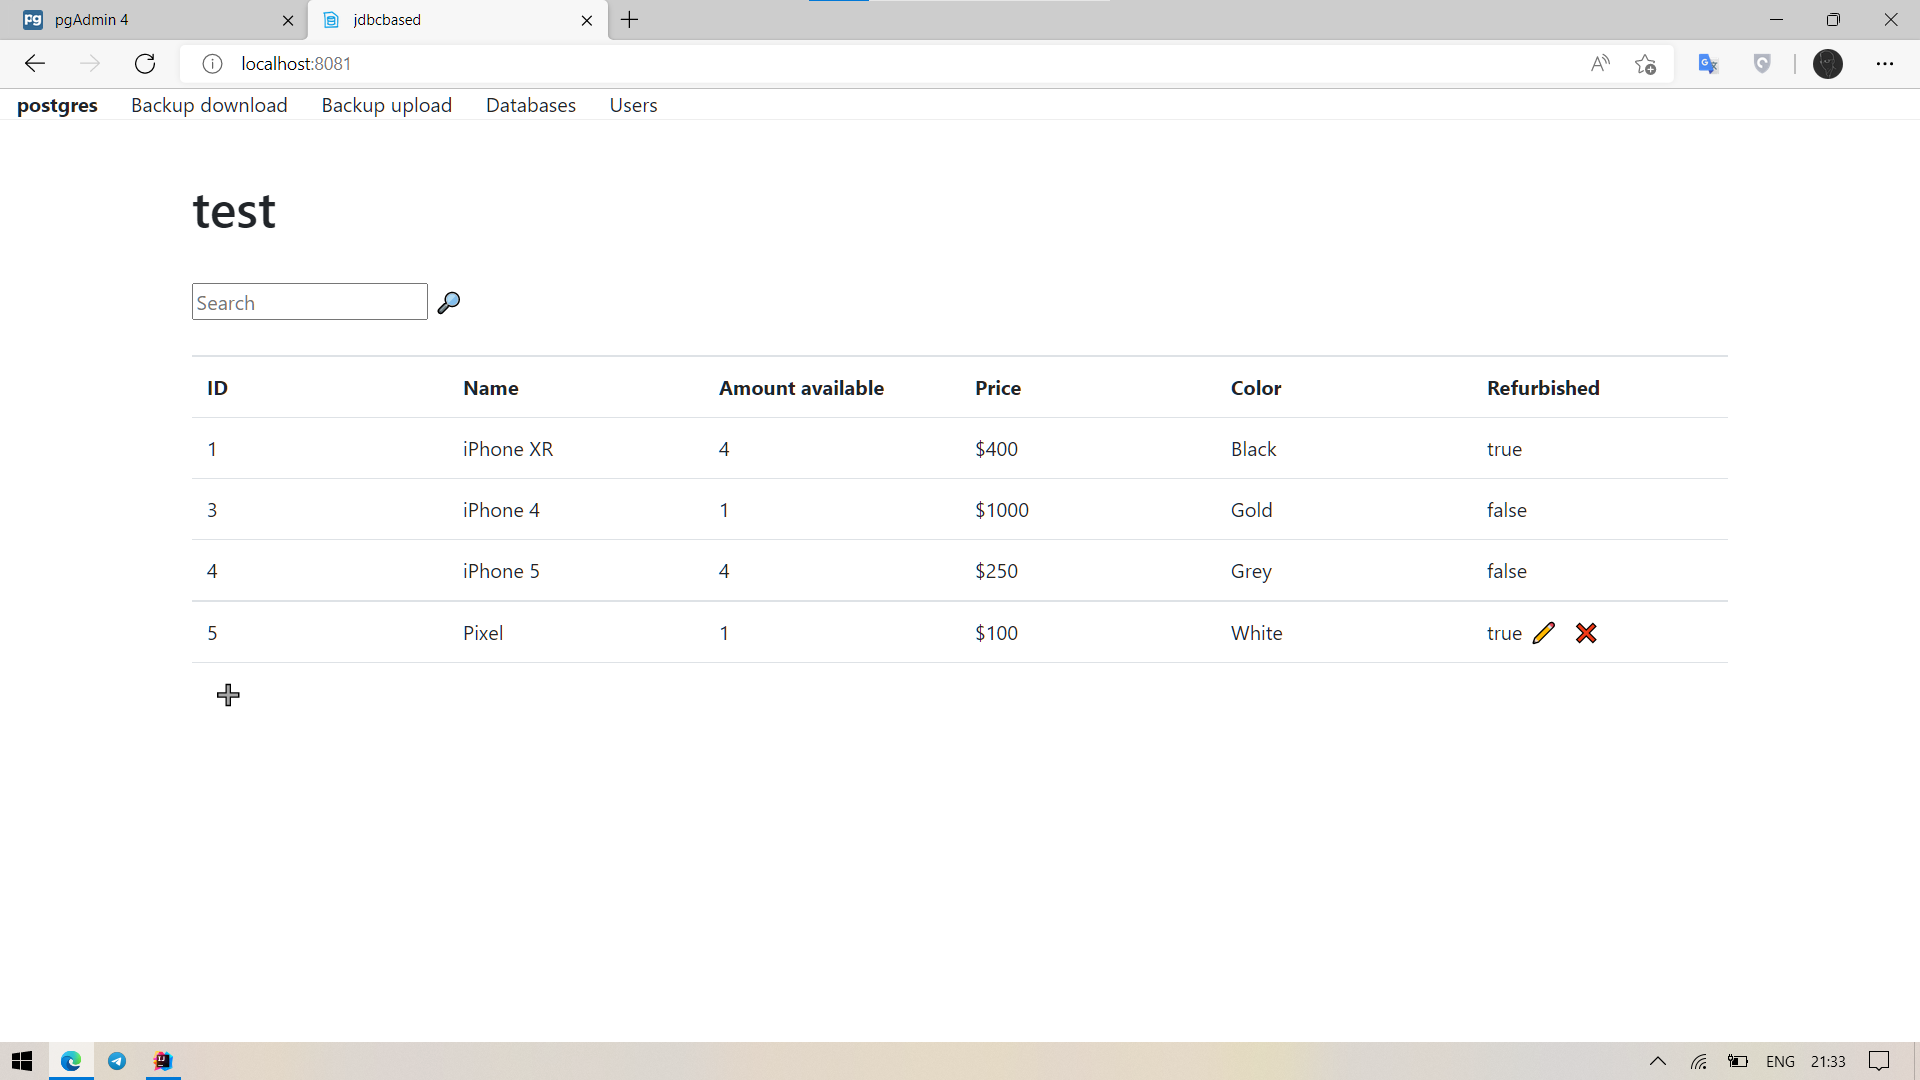 pgAdmin 4
jdbcbased
localhost:8081
postgres Backup download Backup upload Databases Users
test
Search
ID Name Amount available Price Color Refurbished
1 iPhone XR 4 $400 Black true
3 iPhone 4 1 $1000 Gold false
4 iPhone 5 4 $250 Grey false
5 Pixel 1 $100 White true
ENG 21:33